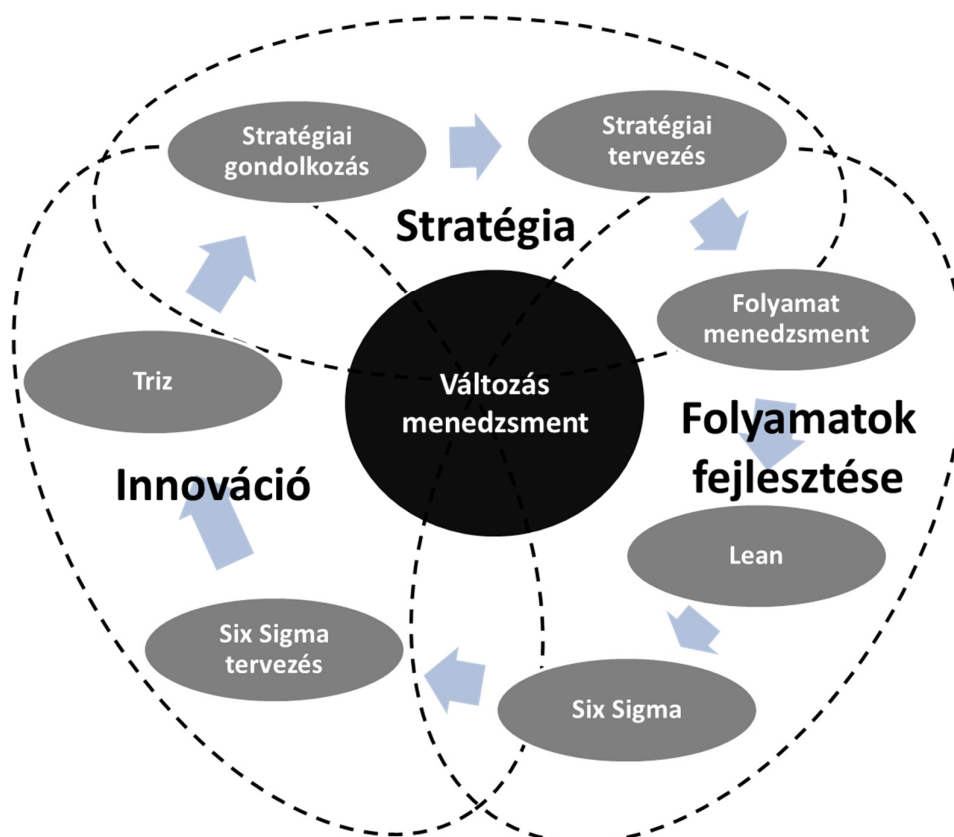 Stratégiai
gondolkozás
Stratégiai
tervezés
Stratégia
Folyamat
menedzsment
Triz
Változás
menedzsment
Folyamatok
fejlesztése
Innováció
Lean
Six Sigma
tervezés
Six Sigma